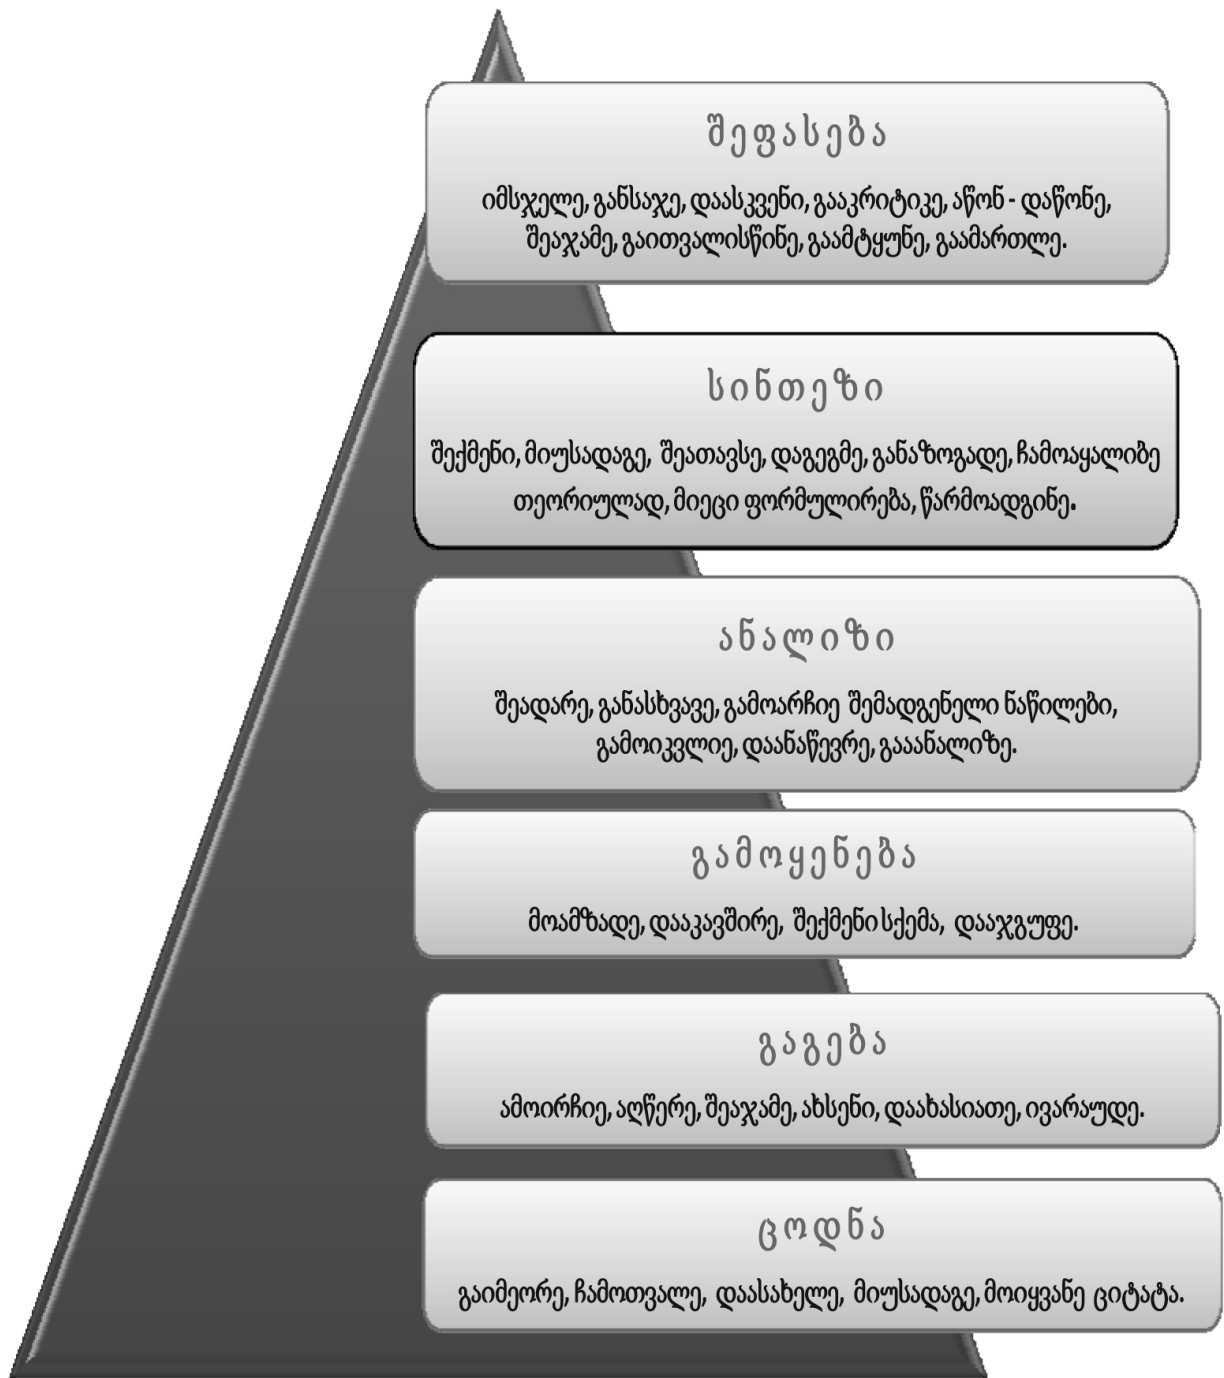 შეფასება
იმსჯელე, განსაჯე, დაასკვენი, გააკრიტიკე, აწონ - დაწონე,
შეაჯამე, გაითვალისწინე, გაამტყუნე, გაამართლე.
სინთეზი
შექმენი, მიუსადაგე, შეათავსე, დაგეგმე, განაზოგადე, ჩამოაყალიბე
თეორიულად, მიეცი ფორმულირება, წარმოადგინე.
ანალიზი
შეადარე, განასხვავე, გამოარჩიე შემადგენელი ნაწილები,
გამოიკვლიე, დაანაწევრე, გააანალიზე.
გამოყენება
მოამზადე, დააკავშირე, შექმენი სქემა, დააჯგუფე.
გაგება
ამოირჩიე, აღწერე, შეაჯამე, ახსენი, დაახასიათე, ივარაუდე.
ცოდნა
გაიმეორე, ჩამოთვალე, დაასახელე, მიუსადაგე, მოიყვანე ციტატა.